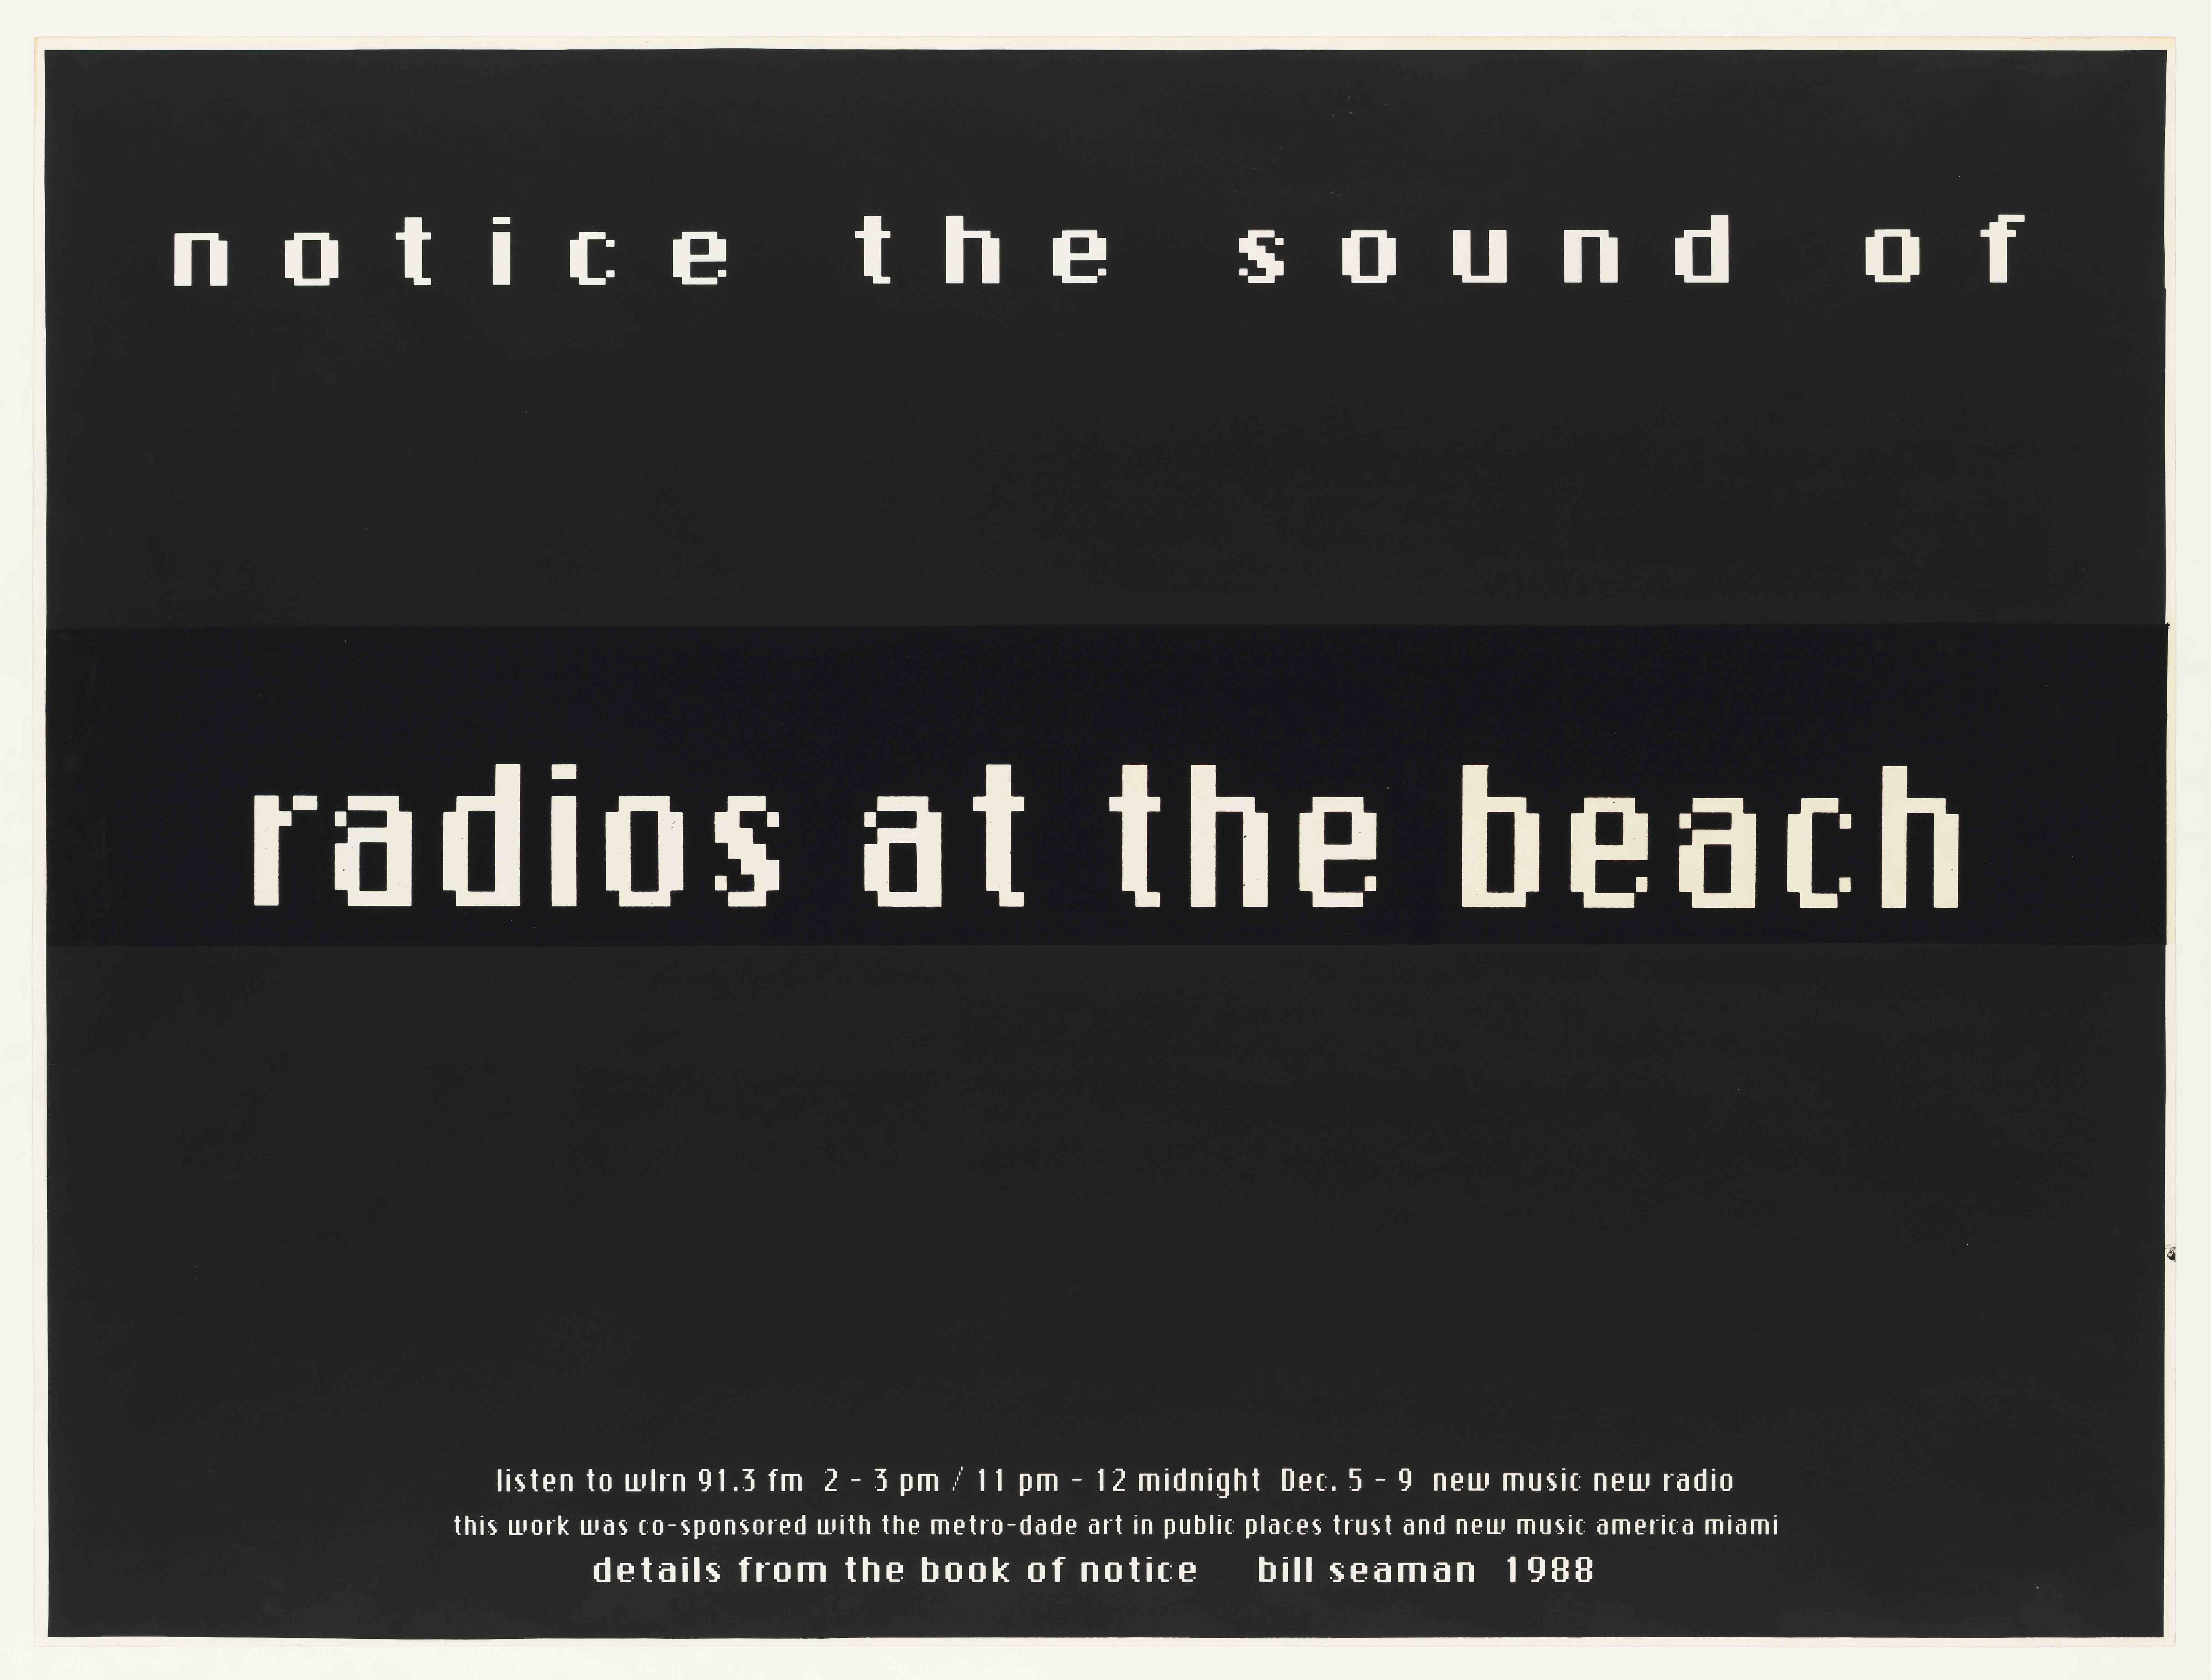 notice the sound of
radios at the beach
listen to wlrn 91.3 fm 2 - 3 pm / 11 pm - 12 midnight Dec. 5 - 9 new music new radio
this work was co-sponsored with the metro-dade art in public places trust and new music america miami
details from the book of notice bill seaman 1988